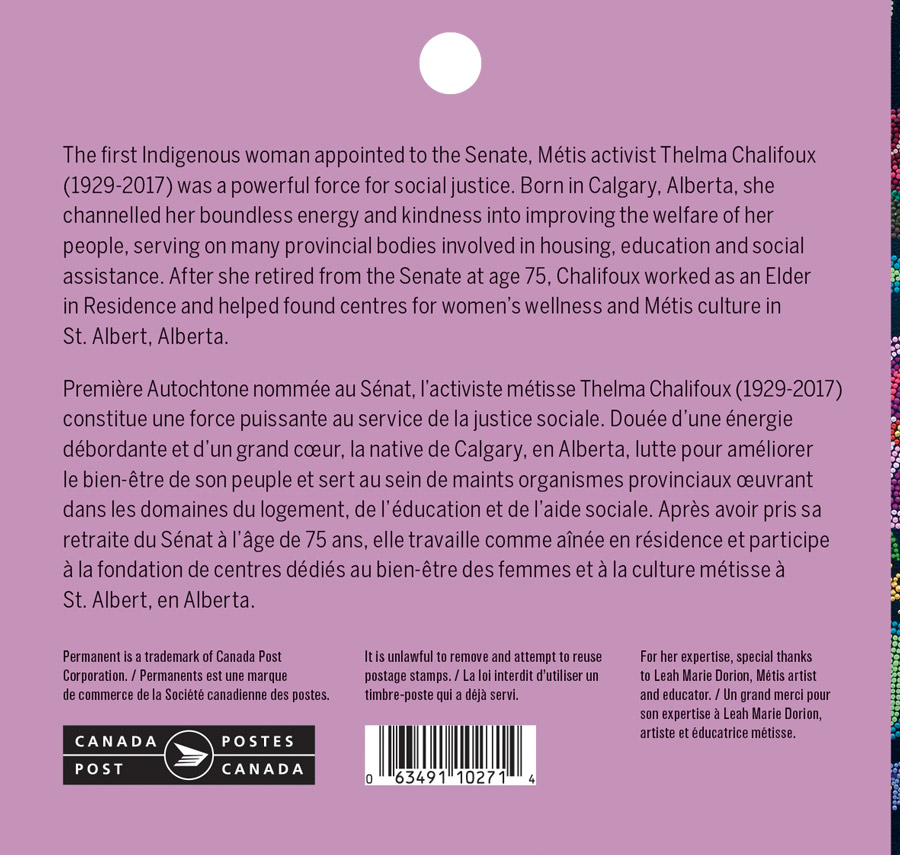 The first Indigenous woman appointed to the Senate, Métis activist Thelma Chalifoux
(1929-2017) was a powerful force for social justice. Born in Calgary, Alberta, she
channelled her boundless energy and kindness into improving the welfare of her
people, serving on many provincial bodies involved in housing, education and social
assistance. After she retired from the Senate at age 75, Chalifoux worked as an Elder
in Residence and helped found centres for women’s wellness and Métis culture in
St. Albert, Alberta.
Première Autochtone nommée au Sénat, l’activiste métisse Thelma Chalifoux (1929-2017)
constitue une force puissante au service de la justice sociale. Douée d’une énergie
débordante et d’un grand cœur, la native de Calgary, en Alberta, lutte pour améliorer
le bien-être de son peuple et sert au sein de maints organismes provinciaux œuvrant
dans les domaines du logement, de l’éducation et de l’aide sociale. Après avoir pris sa
retraite du Sénat à l’âge de 75 ans, elle travaille comme aînée en résidence et participe
à la fondation de centres dédiés au bien-être des femmes et à la culture métisse à
St. Albert, en Alberta.
Permanent is a trademark of Canada Post
Corporation. / Permanents est une marque
de commerce de la Société canadienne des postes.
It is unlawful to remove and attempt to reuse
postage stamps. / La loi interdit d’utiliser un
timbre-poste qui a déjà servi.
For her expertise, special thanks
to Leah Marie Dorion, Métis artist
and educator. / Un grand merci pour
son expertise à Leah Marie Dorion,
artiste et éducatrice métisse.
CANADA POSTES
POST CANADA
0 63491 10271 4